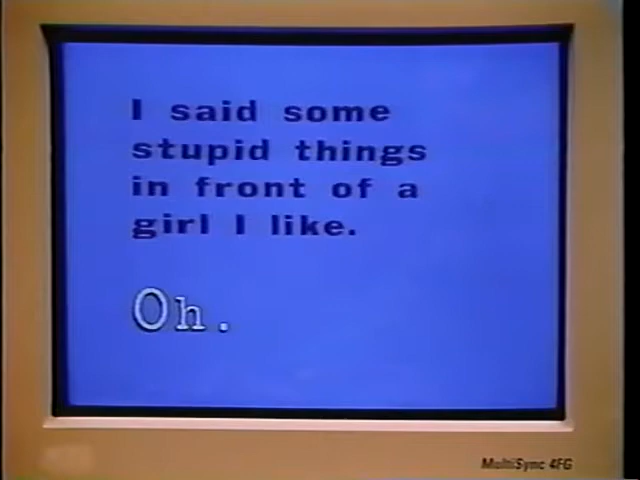 I said some
stupid things
in front of a
girl I like.
Oh.
MultiSync 4FG